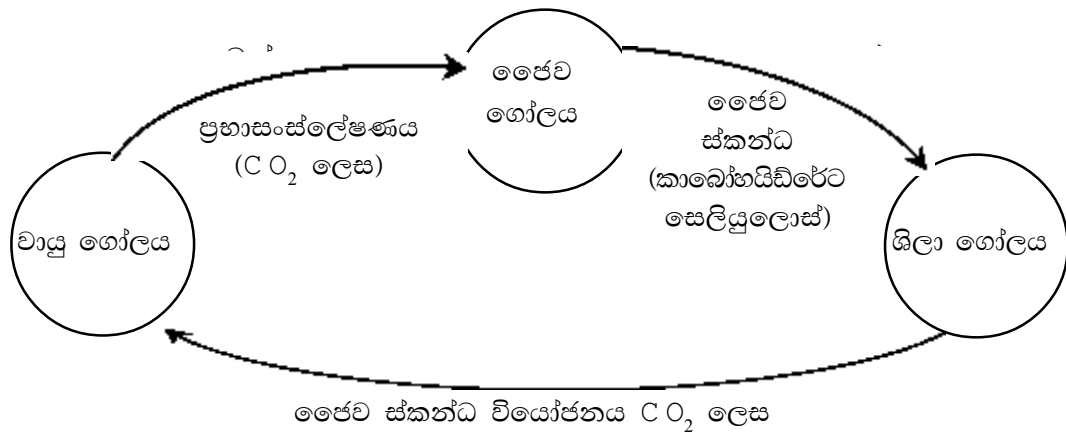 ජෛව
ගෝලය
ප්‍රභාසංස්ලේෂණය
(CO₂ ලෙස)
ජෛව
ස්කන්ධ
(කාබෝහයිඩ්රේට
සෙලියුලොස්)
වායු ගෝලය
ශිලා ගෝලය
ජෛව ස්කන්ධ වියෝජනය CO₂ ලෙස